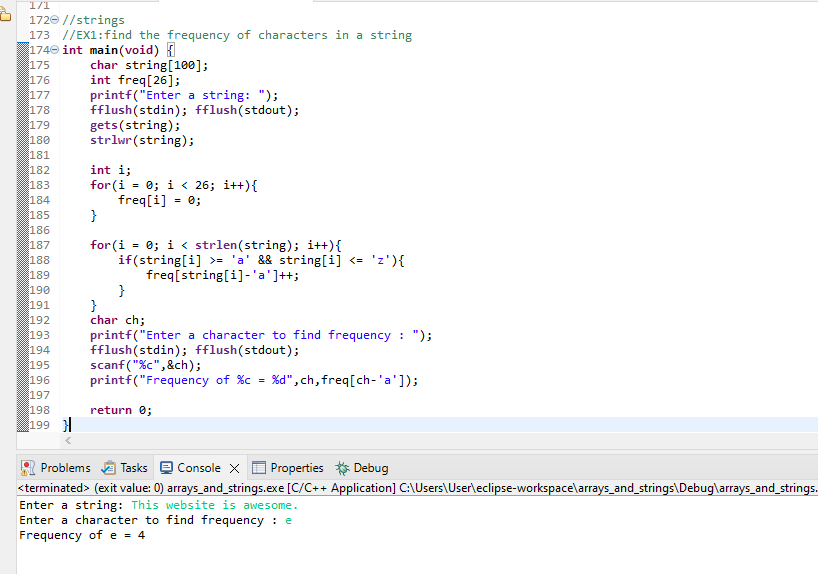 171
172 //strings
173 //EX1:find the frequency of characters in a string
174 int main(void) {
175     char string[100];
176     int freq[26];
177     printf("Enter a string: ");
178     fflush(stdin); fflush(stdout);
179     gets(string);
180     strlwr(string);
181
182     int i;
183     for(i = 0; i < 26; i++){
184         freq[i] = 0;
185     }
186
187     for(i = 0; i < strlen(string); i++){
188         if(string[i] >= 'a' && string[i] <= 'z'){
189             freq[string[i]-'a']++;
190         }
191     }
192     char ch;
193     printf("Enter a character to find frequency : ");
194     fflush(stdin); fflush(stdout);
195     scanf("%c",&ch);
196     printf("Frequency of %c = %d",ch,freq[ch-'a']);
197
198     return 0;
199 }
Problems Tasks Console Properties Debug
<terminated> (exit value: 0) arrays_and_strings.exe [C/C++ Application] C:\Users\User\eclipse-workspace\arrays_and_strings\Debug\arrays_and_strings.
Enter a string: This website is awesome.
Enter a character to find frequency : e
Frequency of e = 4